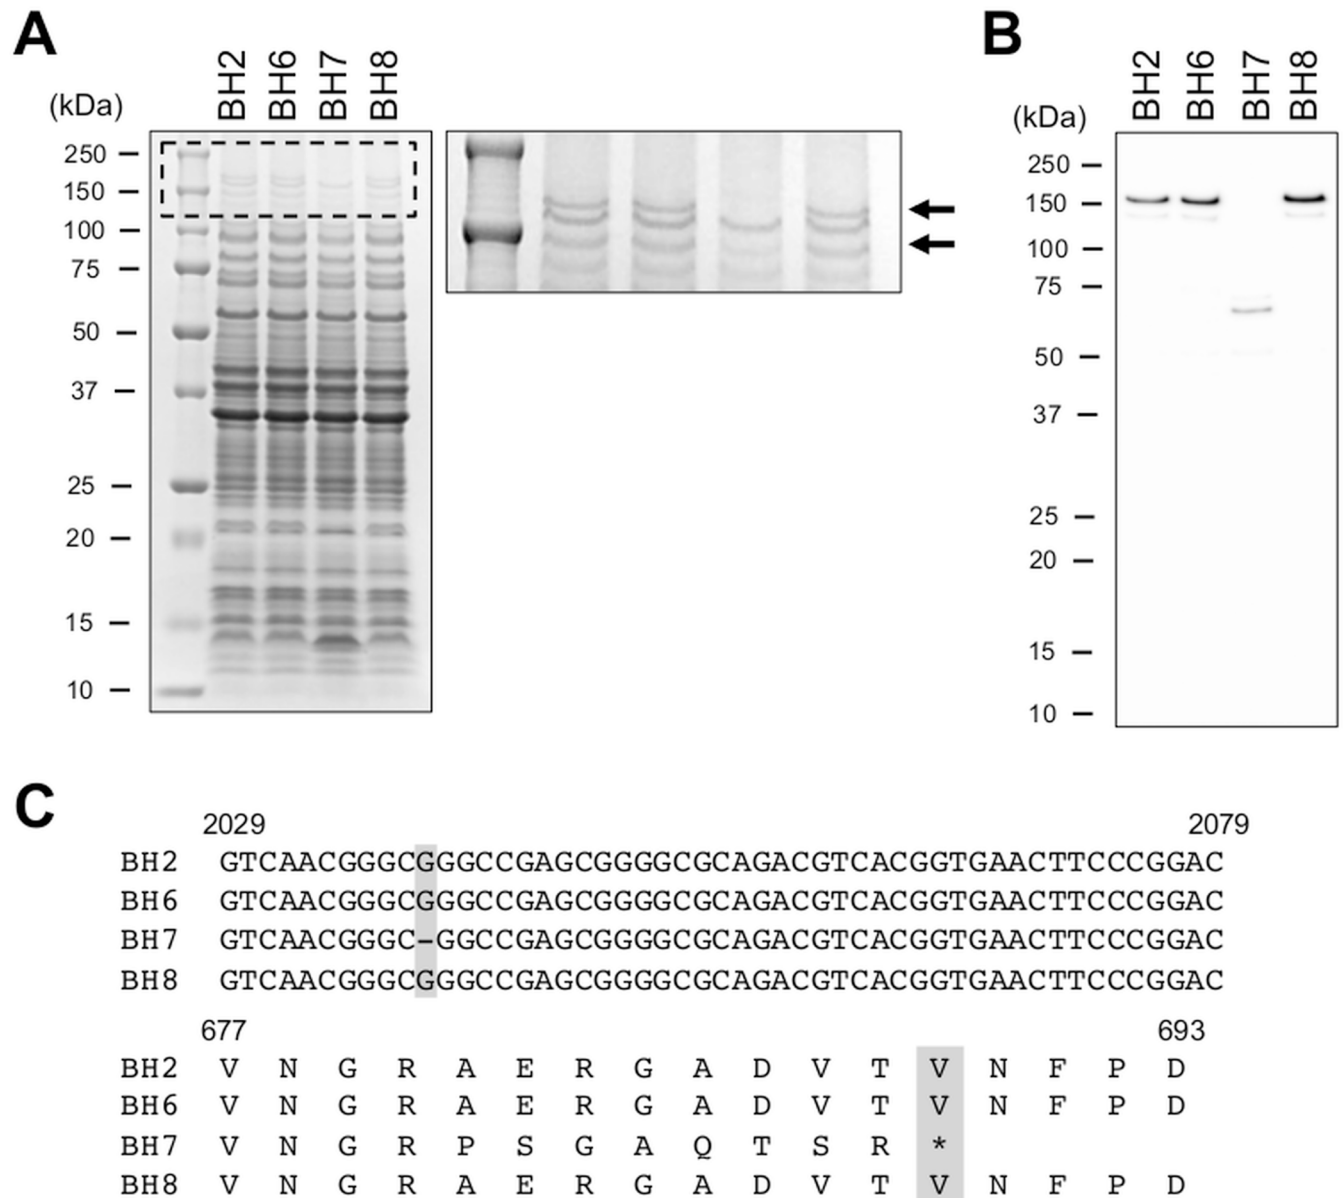 A
BH2 BH6 BH7 BH8
(kDa)
250
150
100
75
50
37
25
20
15
10
B
BH2 BH6 BH7 BH8
(kDa)
250
150
100
75
50
37
25
20
15
10
C
2029 2079
BH2 GTCAACGGGCGGGCCGAGCGGGGCGCAGACGTCACGGTGAACTTCCCGGAC
BH6 GTCAACGGGCGGGCCGAGCGGGGCGCAGACGTCACGGTGAACTTCCCGGAC
BH7 GTCAACGGGC-GGCCGAGCGGGGCGCAGACGTCACGGTGAACTTCCCGGAC
BH8 GTCAACGGGCGGGCCGAGCGGGGCGCAGACGTCACGGTGAACTTCCCGGAC
677 693
BH2 V N G R A E R G A D V T V N F P D
BH6 V N G R A E R G A D V T V N F P D
BH7 V N G R P S G A Q T S R *
BH8 V N G R A E R G A D V T V N F P D